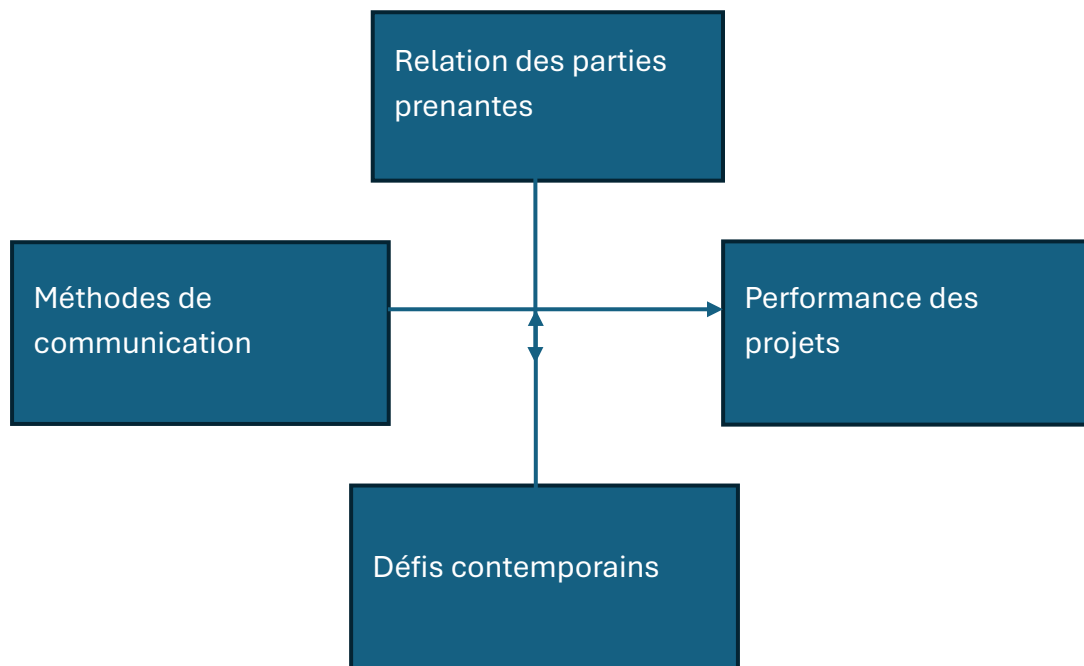 Relation des parties
prenantes
Méthodes de
communication
Performance des
projets
Défis contemporains